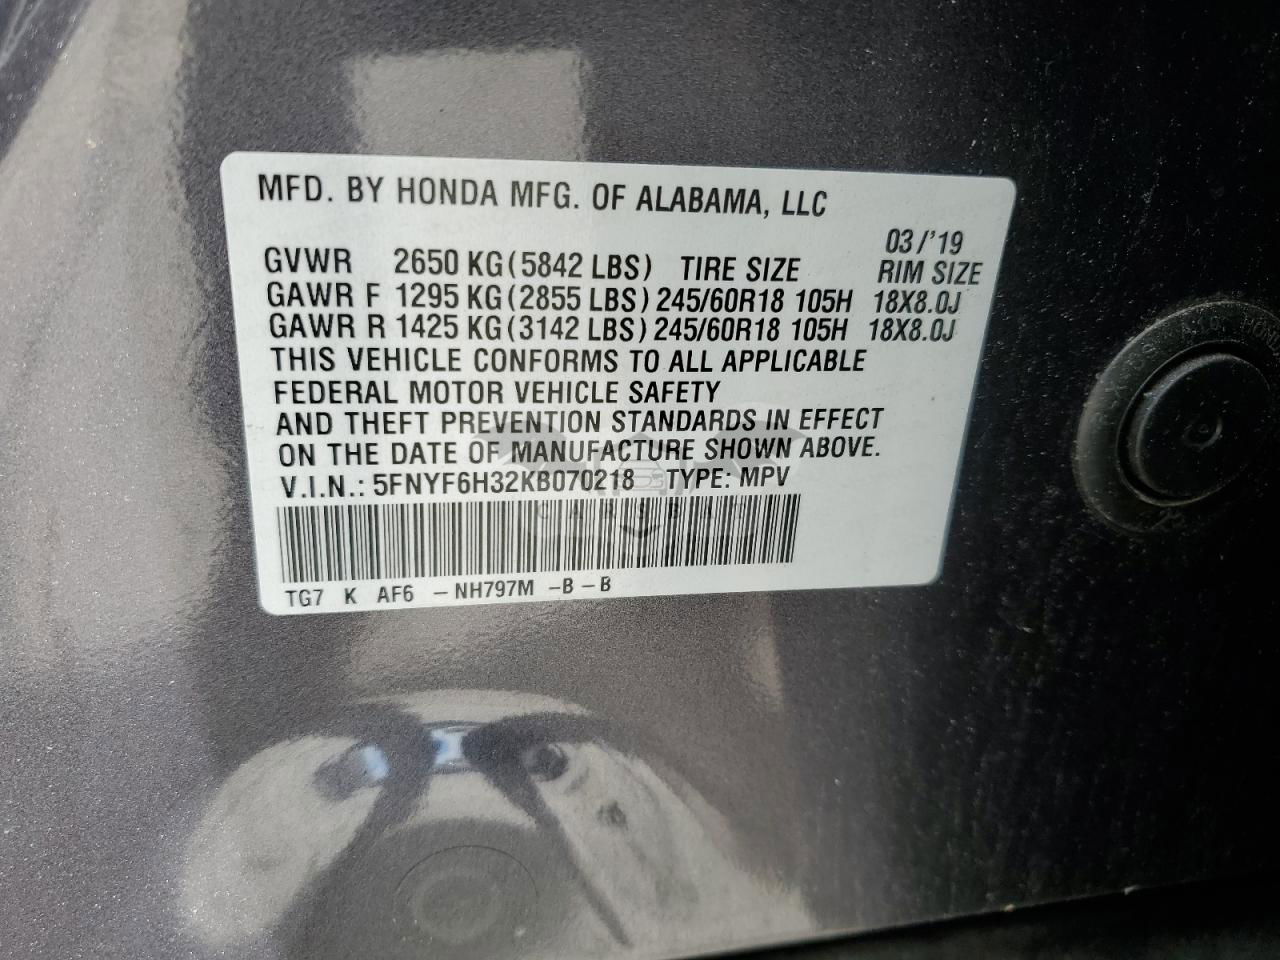 MFD. BY HONDA MFG. OF ALABAMA, LLC
03/'19
GVWR 2650 KG(5842 LBS) TIRE SIZE RIM SIZE
GAWR F 1295 KG(2855 LBS) 245/60R18 105H 18X8.0J
GAWR R 1425 KG(3142 LBS) 245/60R18 105H 18X8.0J
THIS VEHICLE CONFORMS TO ALL APPLICABLE
FEDERAL MOTOR VEHICLE SAFETY
AND THEFT PREVENTION STANDARDS IN EFFECT
ON THE DATE OF MANUFACTURE SHOWN ABOVE.
V.I.N.: 5FNYF6H32KB070218 TYPE: MPV
TG7 K AF6 -NH797M -B-B